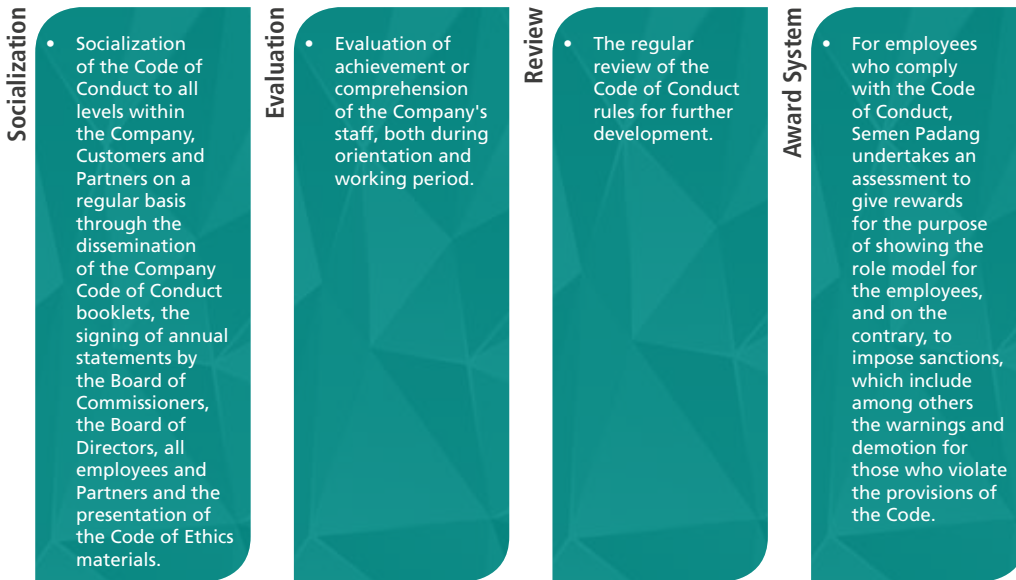 Socialization
• Socialization
of the Code of
Conduct to all
levels within
the Company,
Customers and
Partners on a
regular basis
through the
dissemination
of the Company
Code of Conduct
booklets, the
signing of annual
statements by
the Board of
Commissioners,
the Board of
Directors, all
employees and
Partners and the
presentation of
the Code of Ethics
materials.
Evaluation
• Evaluation of
achievement or
comprehension
of the Company's
staff, both during
orientation and
working period.
Review
• The regular
review of the
Code of Conduct
rules for further
development.
Award System
• For employees
who comply
with the Code
of Conduct,
Semen Padang
undertakes an
assessment to
give rewards
for the purpose
of showing the
role model for
the employees,
and on the
contrary, to
impose sanctions,
which include
among others
the warnings and
demotion for
those who violate
the provisions of
the Code.